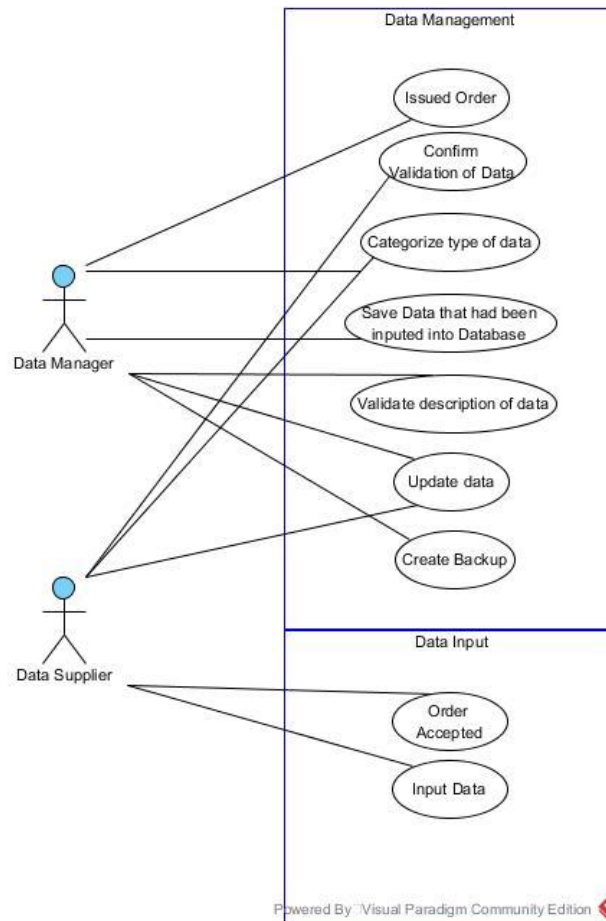 Data Management
Issued Order
Confirm
Validation of Data
Categorize type of data
Save Data that had been
inputed into Database
Data Manager
Validate description of data
Update data
Create Backup
Data Input
Data Supplier
Order
Accepted
Input Data
Powered By Visual Paradigm Community Edition